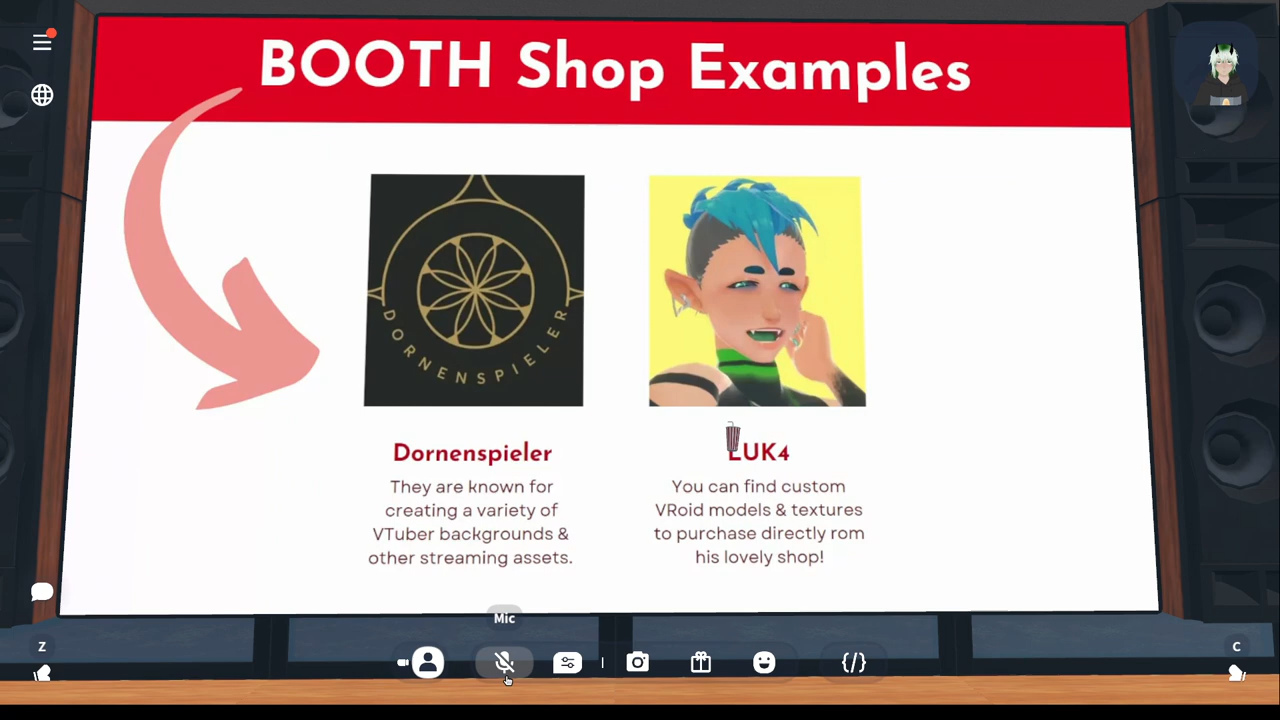 BOOTH Shop Examples
DORNENSPIELER
Dornenspieler
They are known for
creating a variety of
VTuber backgrounds &
other streaming assets.
LUK4
You can find custom
VRoid models & textures
to purchase directly rom
his lovely shop!
Mic
Z
C